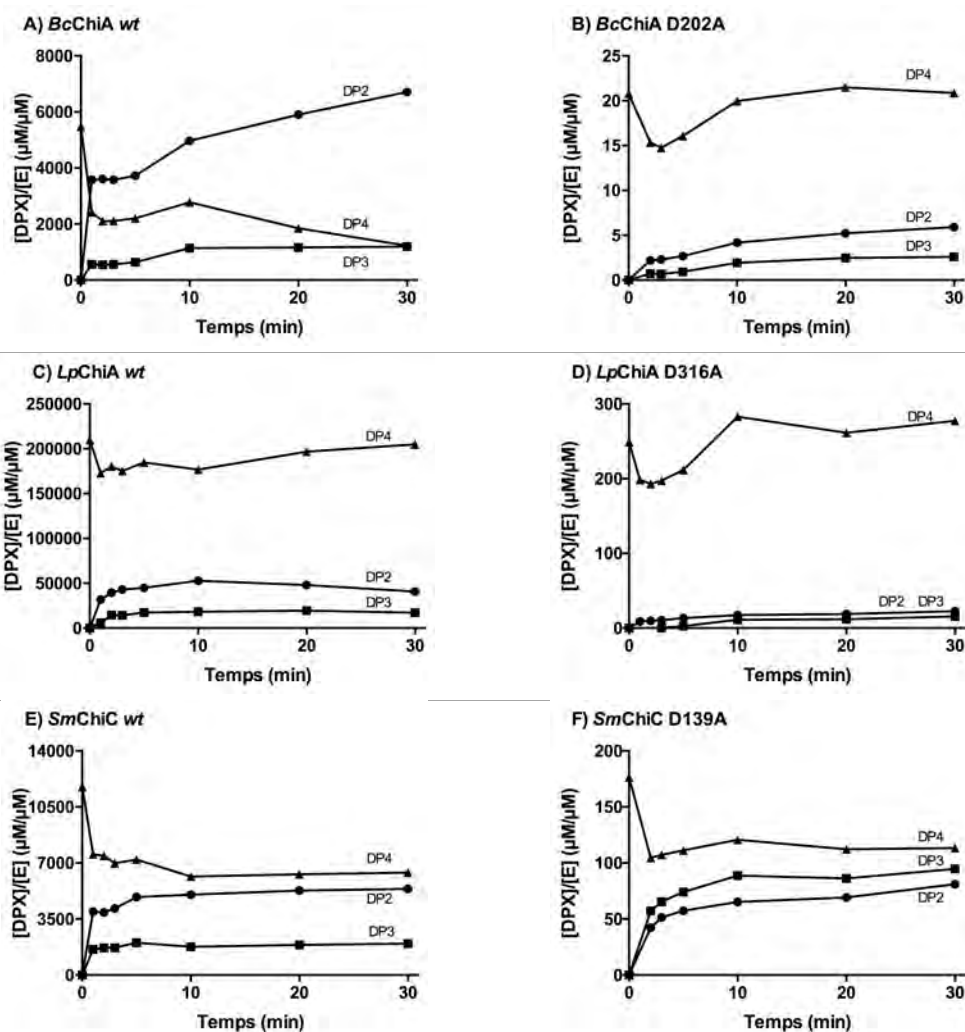 A) BcChiA wt
8000
6000
4000
2000
0
[DPX]/[E] (µM/µM)
DP2
DP4
DP3
0 10 20 30
Temps (min)
B) BcChiA D202A
25
20
15
10
5
0
[DPX]/[E] (µM/µM)
DP4
DP2
DP3
0 10 20 30
Temps (min)
C) LpChiA wt
250000
200000
150000
100000
50000
0
[DPX]/[E] (µM/µM)
DP4
DP2
DP3
0 10 20 30
Temps (min)
D) LpChiA D316A
300
200
100
0
[DPX]/[E] (µM/µM)
DP4
DP2 DP3
0 10 20 30
Temps (min)
E) SmChiC wt
14000
10500
7000
3500
0
[DPX]/[E] (µM/µM)
DP4
DP2
DP3
0 10 20 30
Temps (min)
F) SmChiC D139A
200
150
100
50
0
[DPX]/[E] (µM/µM)
DP4
DP3
DP2
0 10 20 30
Temps (min)